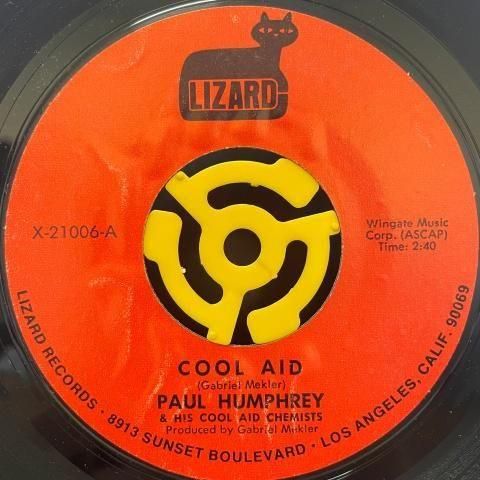 LIZARD
X-21006-A
Wingate Music
Corp. (ASCAP)
Time: 2:40
COOL AID
(Gabriel Mekler)
PAUL HUMPHREY
& HIS COOL AID CHEMISTS
Produced by Gabriel Mekler
LIZARD RECORDS · 8913 SUNSET BOULEVARD · LOS ANGELES, CALIF. 90069